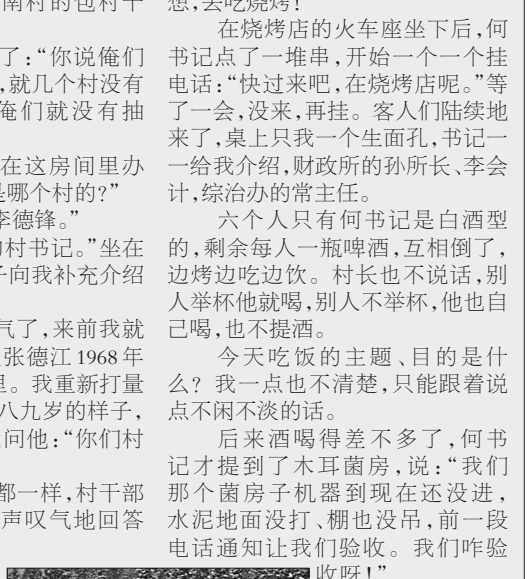 南村的包村干
了：“你说俺们
，就几个村没有
俺们就没有抽
在这房间里办
是哪个村的？”
李德锋。”
的村书记。”坐在
子向我补充介绍
气了，来前我就
张德江1968年
里。我重新打量
八九岁的样子，
问他：“你们村
都一样，村干部
声叹气地回答
想，去吃烧烤！
在烧烤店的火车座坐下后，何
书记点了一堆串，开始一个一个挂
电话：“快过来吧，在烧烤店呢。”等
了一会，没来，再挂。客人们陆续地
来了，桌上只我一个生面孔，书记一
一给我介绍，财政所的孙所长、李会
计，综治办的常主任。
六个人只有何书记是白酒型
的，剩余每人一瓶啤酒，互相倒了，
边烤边吃边饮。村长也不说话，别
人举杯他就喝，别人不举杯，他也自
己喝，也不提酒。
今天吃饭的主题、目的是什
么？我一点也不清楚，只能跟着说
点不闲不淡的话。
后来酒喝得差不多了，何书
记才提到了木耳菌房，说：“我们
那个菌房子机器到现在还没进，
水泥地面没打、棚也没吊，前一段
电话通知让我们验收。我们咋验
收呀！”